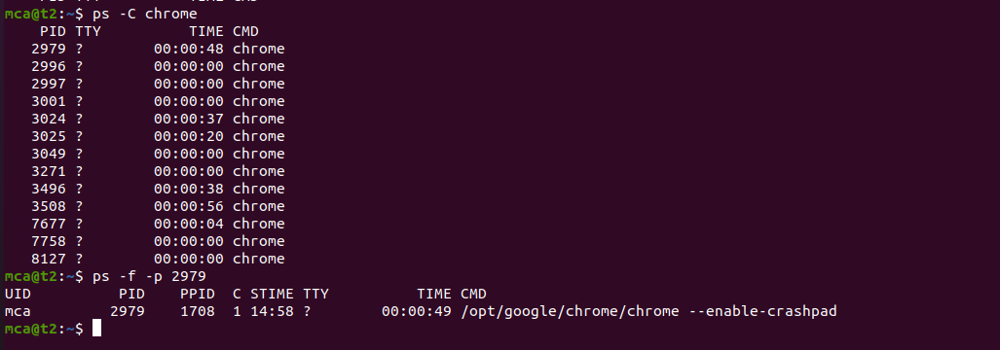 mca@t2:~$ ps -C chrome
PID TTY TIME CMD
2979 ? 00:00:48 chrome
2996 ? 00:00:00 chrome
2997 ? 00:00:00 chrome
3001 ? 00:00:00 chrome
3024 ? 00:00:37 chrome
3025 ? 00:00:20 chrome
3049 ? 00:00:00 chrome
3271 ? 00:00:00 chrome
3496 ? 00:00:38 chrome
3508 ? 00:00:56 chrome
7677 ? 00:00:04 chrome
7758 ? 00:00:00 chrome
8127 ? 00:00:00 chrome
mca@t2:~$ ps -f -p 2979
UID PID PPID C STIME TTY TIME CMD
mca 2979 1708 1 14:58 ? 00:00:49 /opt/google/chrome/chrome --enable-crashpad
mca@t2:~$